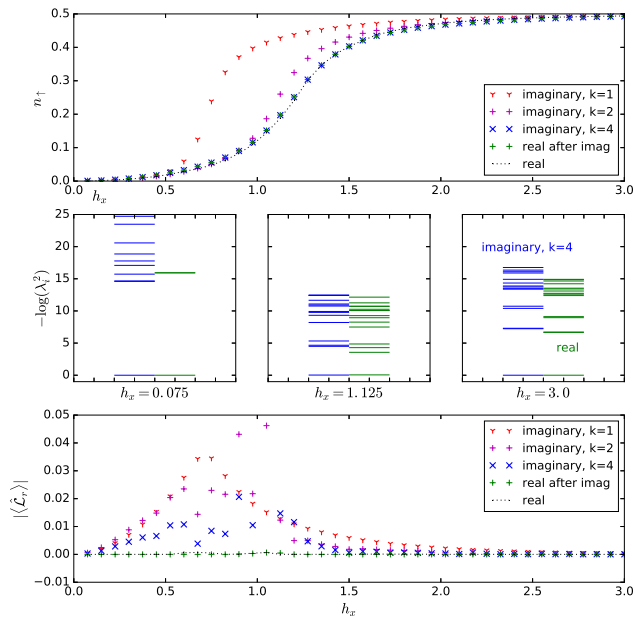 0.5
0.4
0.3
0.2
0.1
0.0
n↑
imaginary, k=1
imaginary, k=2
imaginary, k=4
real after imag
real
0.0 0.5 1.0 1.5 2.0 2.5 3.0
h_x
25
20
15
10
5
0
−log(λ_i^2)
imaginary, k=4
real
h_x = 0.075 h_x = 1.125 h_x = 3.0
0.05
0.04
0.03
0.02
0.01
0.00
−0.01
|⟨L̂_r⟩|
imaginary, k=1
imaginary, k=2
imaginary, k=4
real after imag
real
0.0 0.5 1.0 1.5 2.0 2.5 3.0
h_x